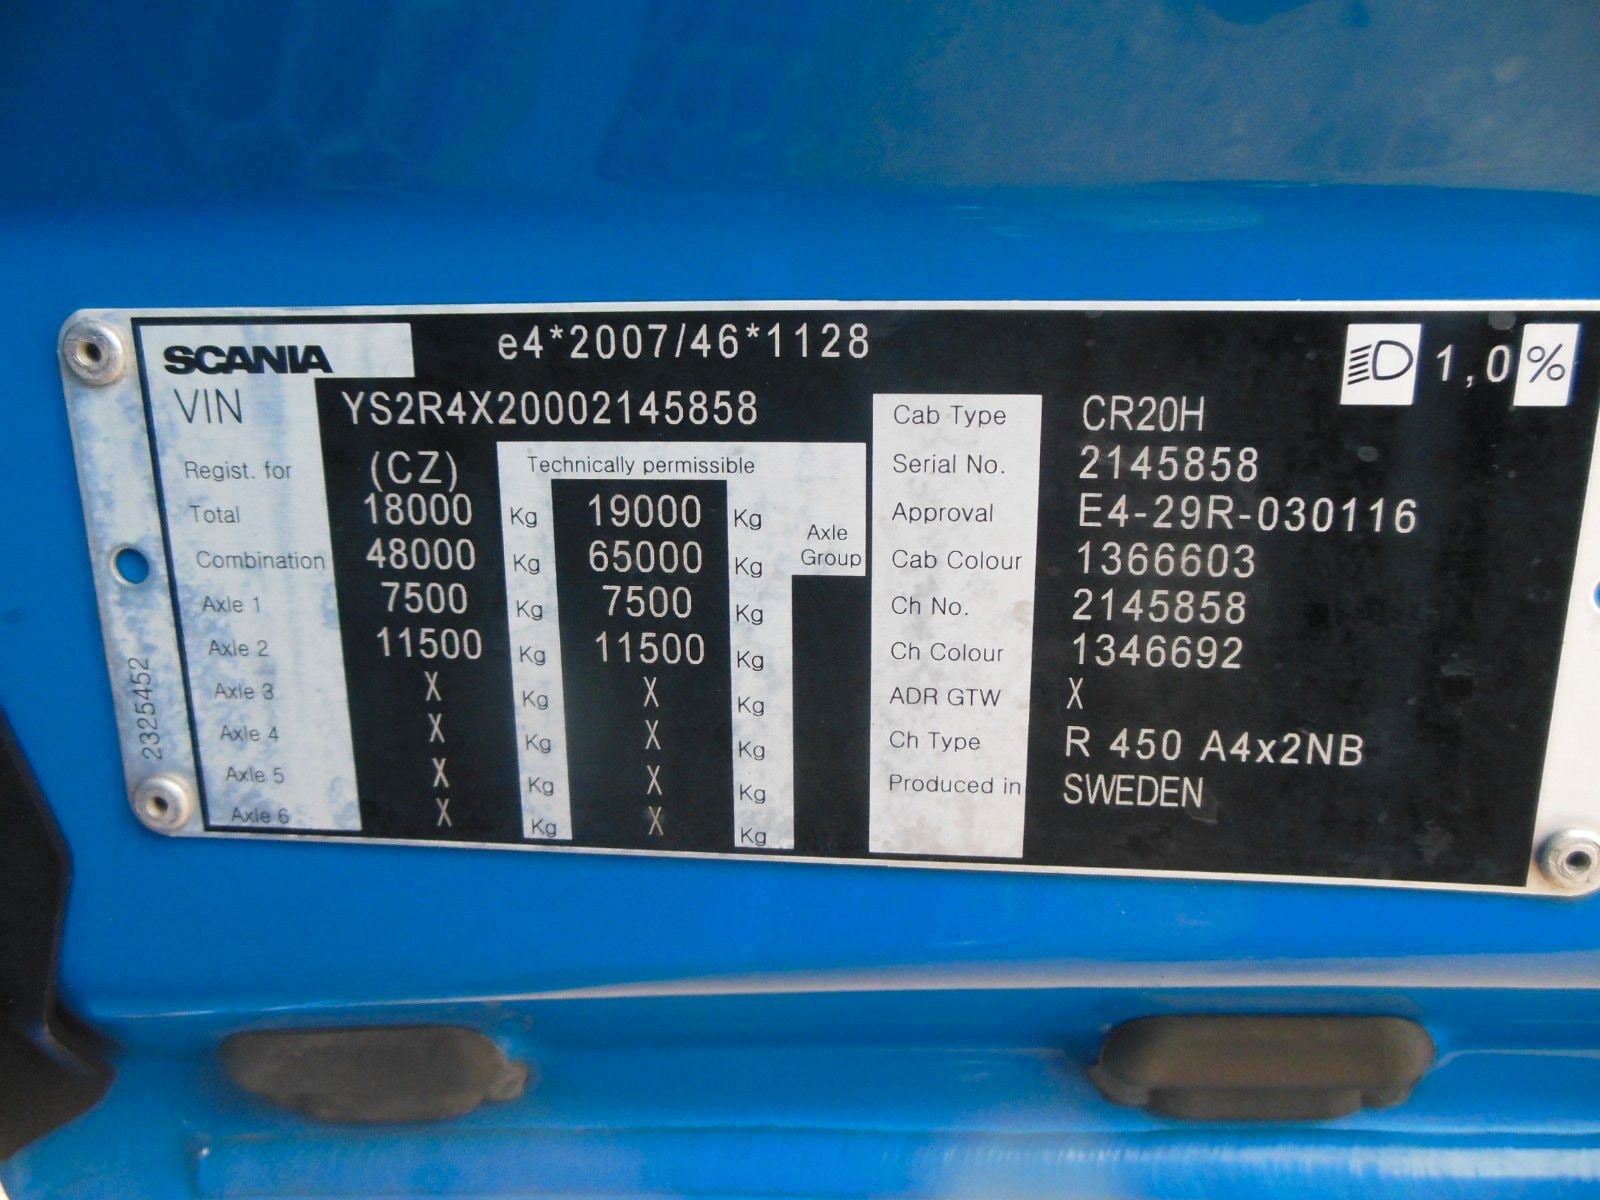 SCANIA e4*2007/46*1128 1,0 %
VIN YS2R4X20002145858
Regist. for (CZ) Technically permissible
Total 18000 Kg 19000 Kg Axle Group
Combination 48000 Kg 65000 Kg
Axle 1 7500 Kg 7500 Kg
Axle 2 11500 Kg 11500 Kg
Axle 3 X Kg X Kg
Axle 4 X Kg X Kg
Axle 5 X Kg X Kg
Axle 6 X Kg X Kg
Cab Type CR20H
Serial No. 2145858
Approval E4-29R-030116
Cab Colour 1366603
Ch No. 2145858
Ch Colour 1346692
ADR GTW X
Ch Type R 450 A4x2NB
Produced in SWEDEN
2325452